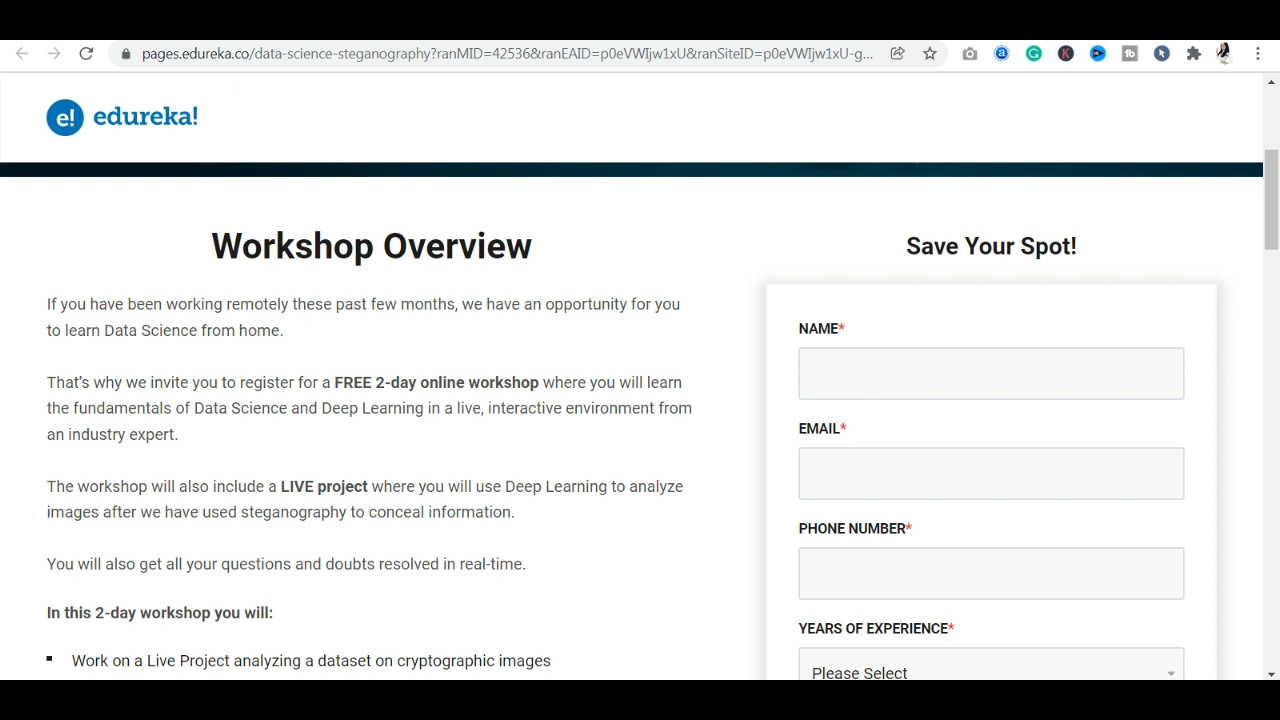 pages.edureka.co/data-science-steganography?ranMID=42536&ranEAID=p0eVWIjw1xU&ranSiteID=p0eVWIjw1xU-g...
e! edureka!
Workshop Overview
If you have been working remotely these past few months, we have an opportunity for you
to learn Data Science from home.
That's why we invite you to register for a FREE 2-day online workshop where you will learn
the fundamentals of Data Science and Deep Learning in a live, interactive environment from
an industry expert.
The workshop will also include a LIVE project where you will use Deep Learning to analyze
images after we have used steganography to conceal information.
You will also get all your questions and doubts resolved in real-time.
In this 2-day workshop you will:
▪ Work on a Live Project analyzing a dataset on cryptographic images
Save Your Spot!
NAME*
EMAIL*
PHONE NUMBER*
YEARS OF EXPERIENCE*
Please Select